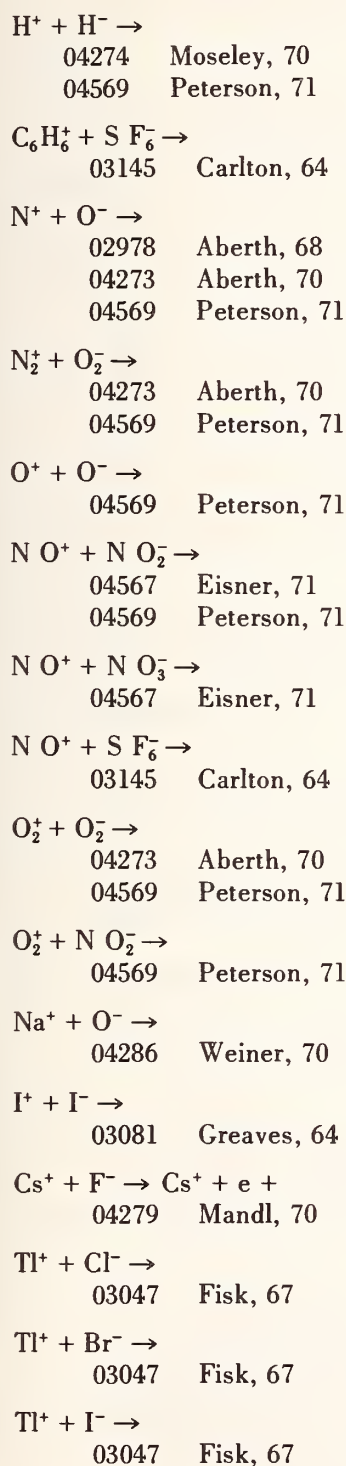 H⁺ + H⁻ →
04274 Moseley, 70
04569 Peterson, 71
C₆H₆⁺ + S F₆⁻ →
03145 Carlton, 64
N⁺ + O⁻ →
02978 Aberth, 68
04273 Aberth, 70
04569 Peterson, 71
N₂⁺ + O₂⁻ →
04273 Aberth, 70
04569 Peterson, 71
O⁺ + O⁻ →
04569 Peterson, 71
N O⁺ + N O₂⁻ →
04567 Eisner, 71
04569 Peterson, 71
N O⁺ + N O₃⁻ →
04567 Eisner, 71
N O⁺ + S F₆⁻ →
03145 Carlton, 64
O₂⁺ + O₂⁻ →
04273 Aberth, 70
04569 Peterson, 71
O₂⁺ + N O₂⁻ →
04569 Peterson, 71
Na⁺ + O⁻ →
04286 Weiner, 70
I⁺ + I⁻ →
03081 Greaves, 64
Cs⁺ + F⁻ → Cs⁺ + e +
04279 Mandl, 70
Tl⁺ + Cl⁻ →
03047 Fisk, 67
Tl⁺ + Br⁻ →
03047 Fisk, 67
Tl⁺ + I⁻ →
03047 Fisk, 67